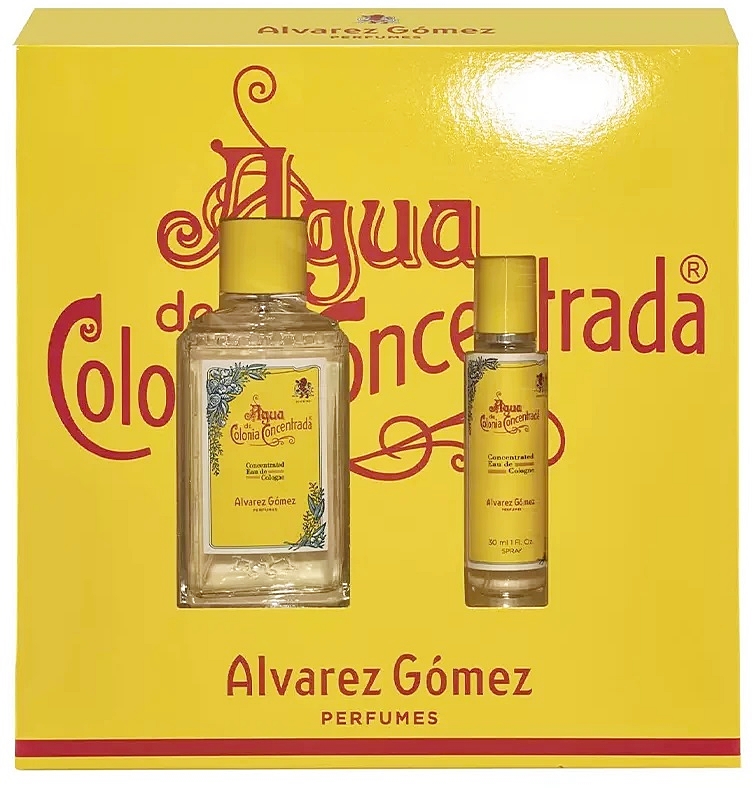 Alvarez Gómez
PERFUMES
Agua
de
Colonia Concentrada®
Agua
de
Colonia Concentrada®
Concentrated
Eau de
Cologne
Alvarez Gómez
PERFUMES
Agua
de
Colonia Concentrada®
Concentrated
Eau de
Cologne
Alvarez Gómez
PERFUMES
30 ml 1 Fl. Oz.
SPRAY
Alvarez Gómez
PERFUMES